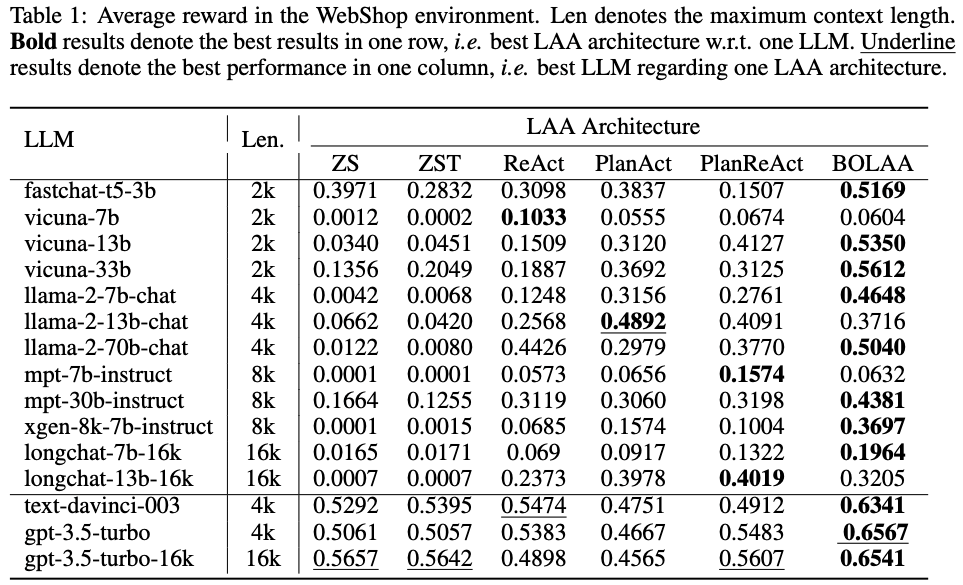 Table 1: Average reward in the WebShop environment. Len denotes the maximum context length.
Bold results denote the best results in one row, i.e. best LAA architecture w.r.t. one LLM. Underline
results denote the best performance in one column, i.e. best LLM regarding one LAA architecture.
LLM Len. LAA Architecture
ZS ZST ReAct PlanAct PlanReAct BOLAA
fastchat-t5-3b 2k 0.3971 0.2832 0.3098 0.3837 0.1507 0.5169
vicuna-7b 2k 0.0012 0.0002 0.1033 0.0555 0.0674 0.0604
vicuna-13b 2k 0.0340 0.0451 0.1509 0.3120 0.4127 0.5350
vicuna-33b 2k 0.1356 0.2049 0.1887 0.3692 0.3125 0.5612
llama-2-7b-chat 4k 0.0042 0.0068 0.1248 0.3156 0.2761 0.4648
llama-2-13b-chat 4k 0.0662 0.0420 0.2568 0.4892 0.4091 0.3716
llama-2-70b-chat 4k 0.0122 0.0080 0.4426 0.2979 0.3770 0.5040
mpt-7b-instruct 8k 0.0001 0.0001 0.0573 0.0656 0.1574 0.0632
mpt-30b-instruct 8k 0.1664 0.1255 0.3119 0.3060 0.3198 0.4381
xgen-8k-7b-instruct 8k 0.0001 0.0015 0.0685 0.1574 0.1004 0.3697
longchat-7b-16k 16k 0.0165 0.0171 0.069 0.0917 0.1322 0.1964
longchat-13b-16k 16k 0.0007 0.0007 0.2373 0.3978 0.4019 0.3205
text-davinci-003 4k 0.5292 0.5395 0.5474 0.4751 0.4912 0.6341
gpt-3.5-turbo 4k 0.5061 0.5057 0.5383 0.4667 0.5483 0.6567
gpt-3.5-turbo-16k 16k 0.5657 0.5642 0.4898 0.4565 0.5607 0.6541